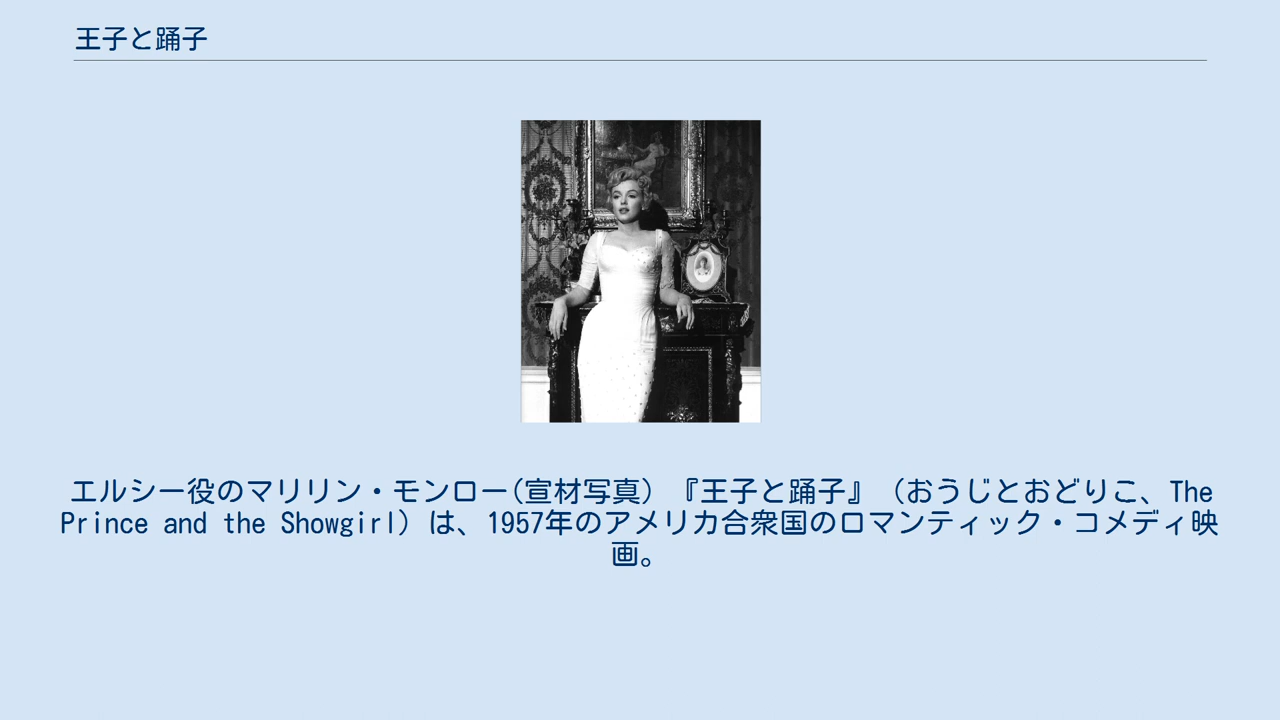 王子と踊子
エルシー役のマリリン・モンロー(宣材写真) 『王子と踊子』（おうじとおどりこ、The
Prince and the Showgirl）は、1957年のアメリカ合衆国のロマンティック・コメディ映
画。